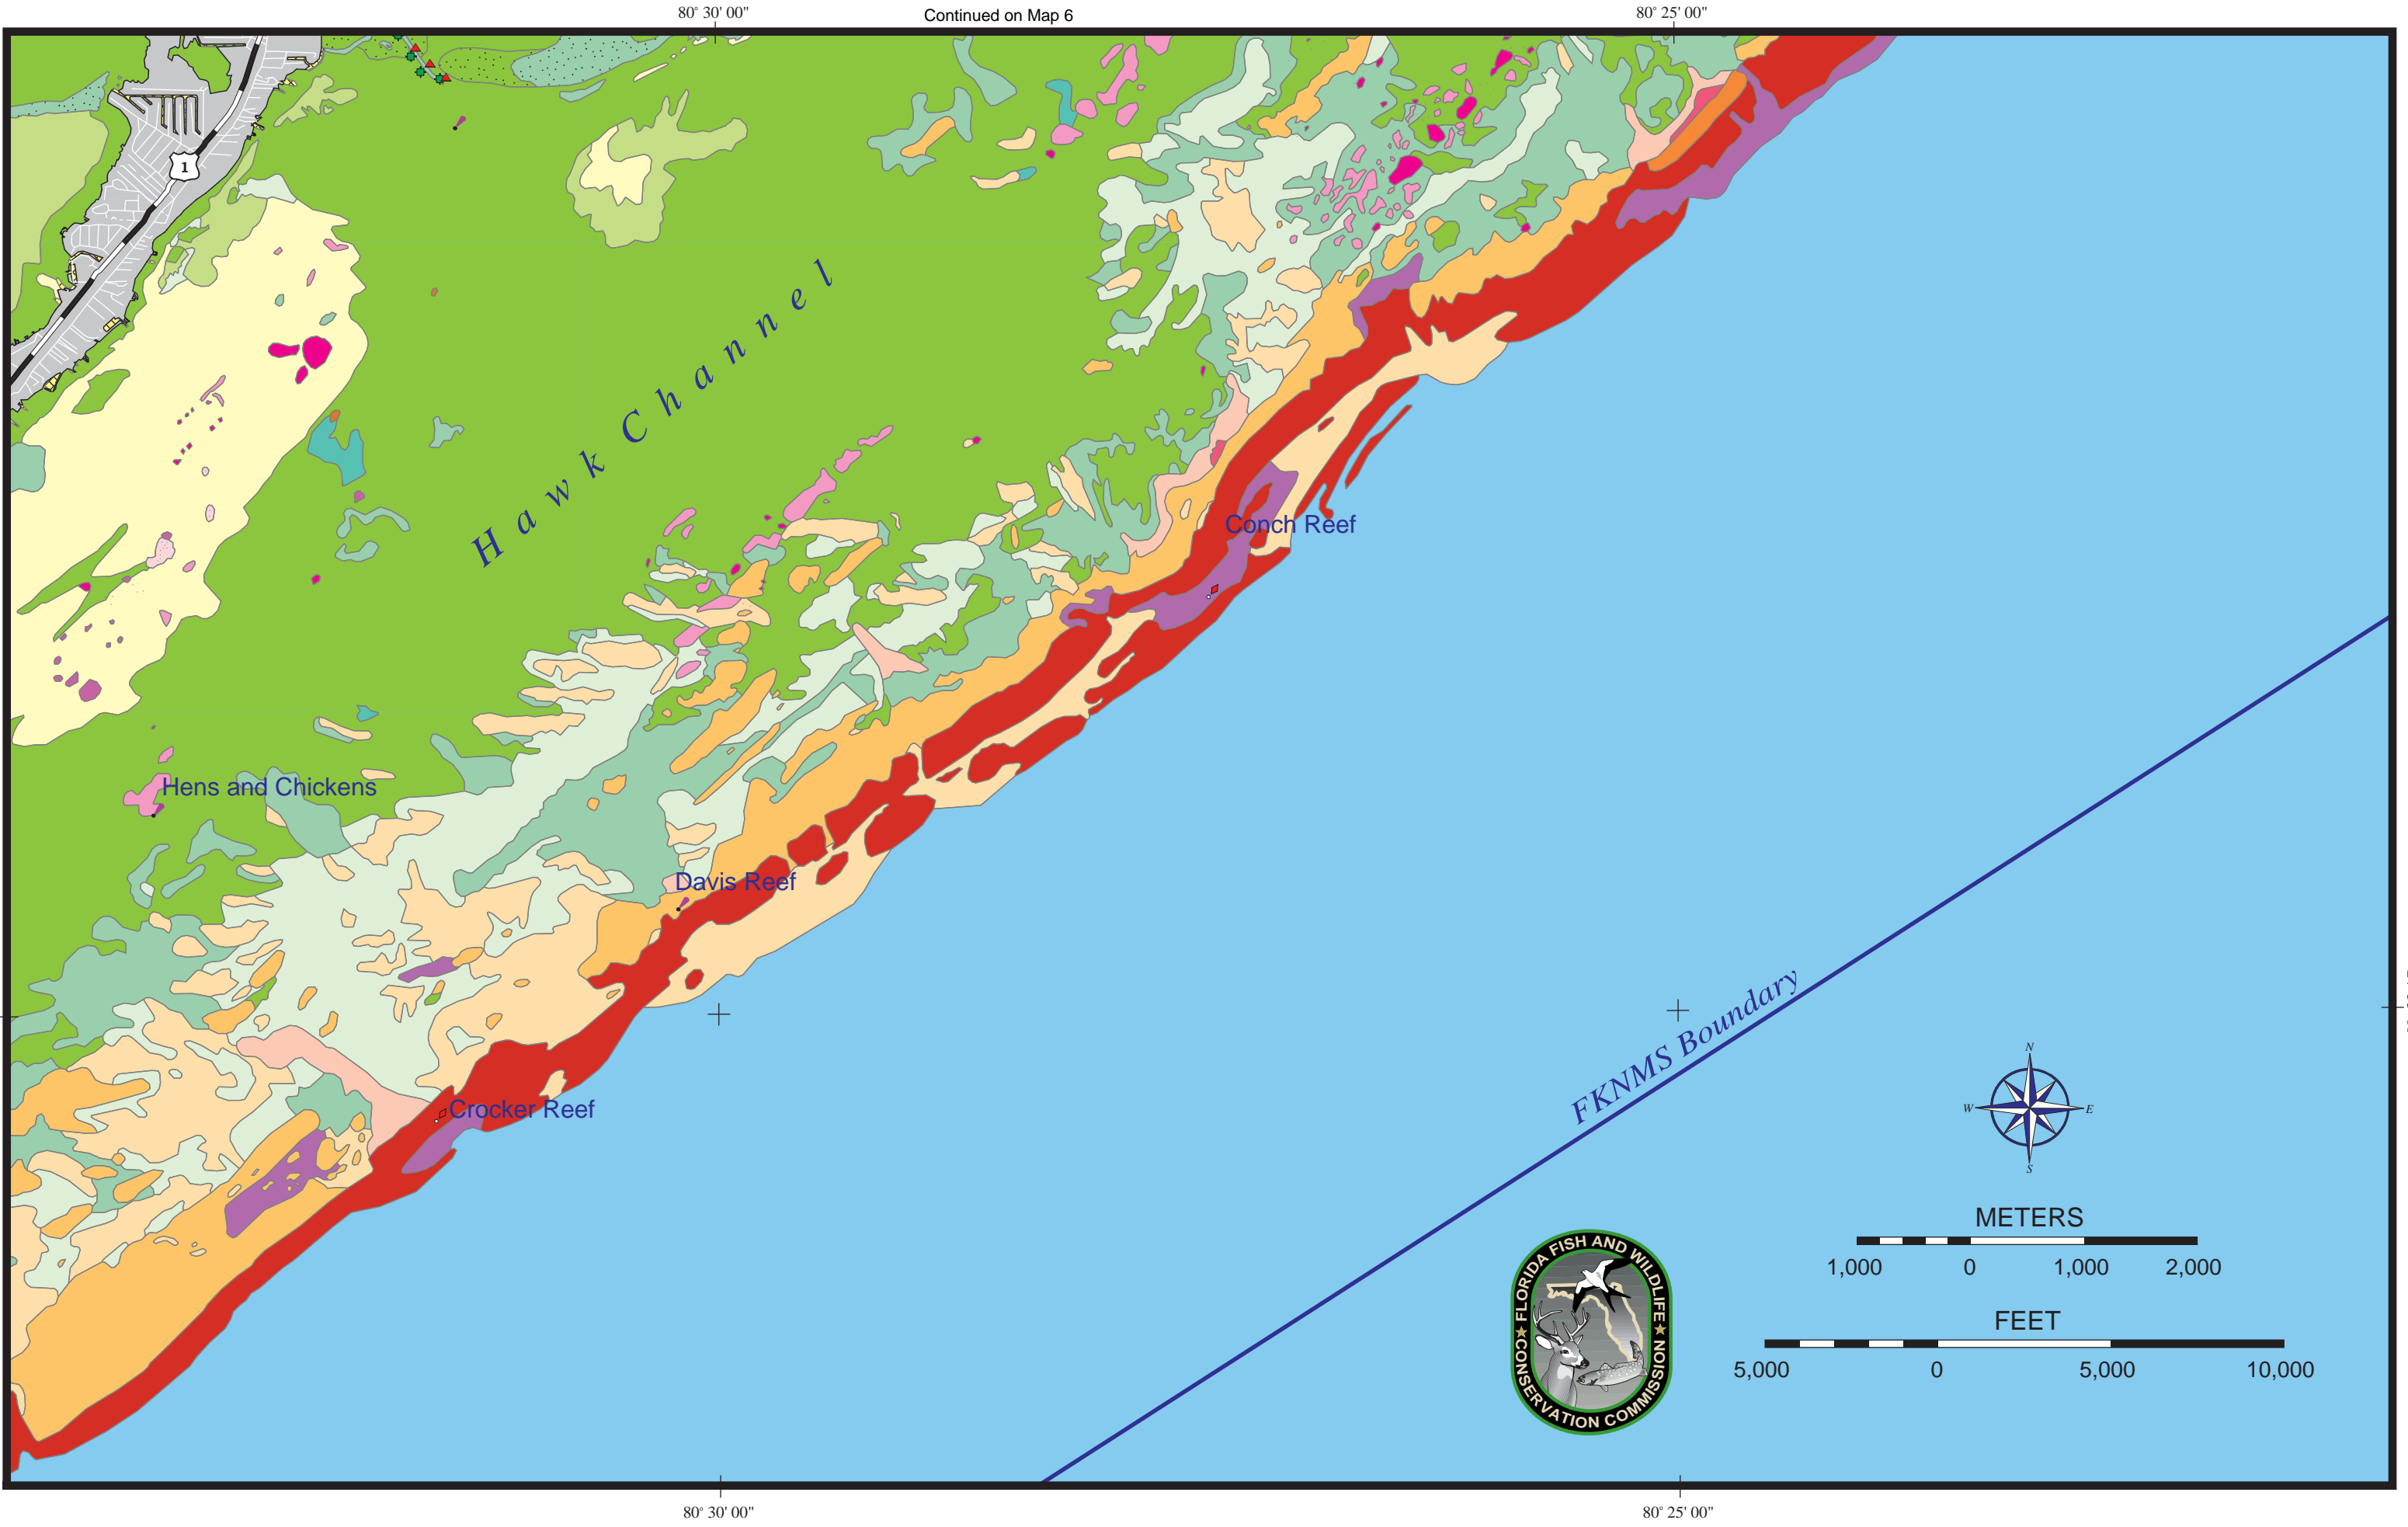 80° 30' 00"
Continued on Map 6
80° 25' 00"
1
Hawk Channel
Conch Reef
Hens and Chickens
Davis Reef
Crocker Reef
FKNMS Boundary
N
W
E
S
METERS
1,000 0 1,000 2,000
FEET
5,000 0 5,000 10,000
FLORIDA FISH AND WILDLIFE
CONSERVATION COMMISSION
80° 30' 00"
80° 25' 00"